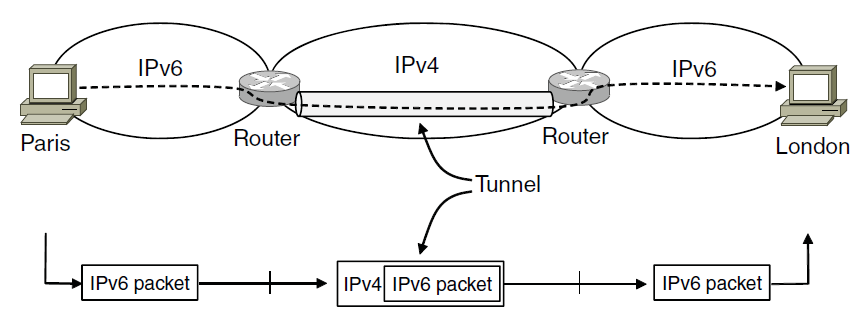 IPv6
IPv4
IPv6
Paris
Router
Router
London
Tunnel
IPv6 packet
IPv4 IPv6 packet
IPv6 packet